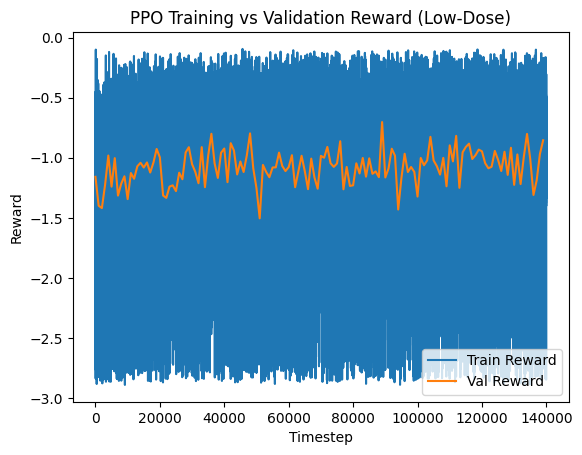 PPO Training vs Validation Reward (Low-Dose)
0.0
−0.5
−1.0
−1.5
−2.0
−2.5
−3.0
Reward
Train Reward
Val Reward
0 20000 40000 60000 80000 100000 120000 140000
Timestep